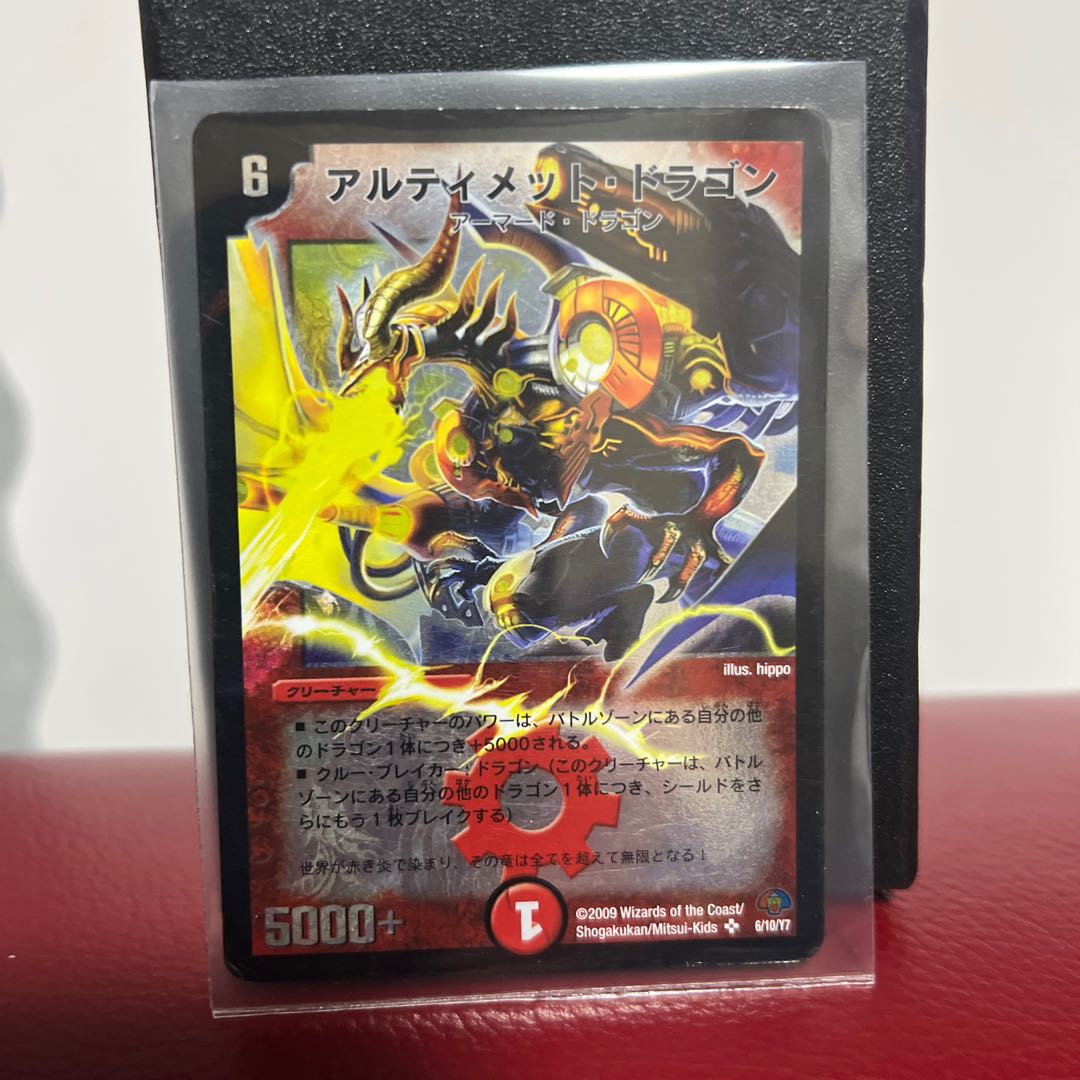 6
アルティメット・ドラゴン
アーマード・ドラゴン
illus. hippo
クリーチャー
■ このクリーチャーのパワーは、バトルゾーンにある自分の他
のドラゴン1体につき+5000される。
■ クルー・ブレイカー：ドラゴン（このクリーチャーは、バトル
ゾーンにある自分の他のドラゴン1体につき、シールドをさ
らにもう1枚ブレイクする）
世界が赤き炎で染まり、その竜は全てを超えて無限となる！
5000+
1
©2009 Wizards of the Coast/
Shogakukan/Mitsui-Kids
6/10/Y7